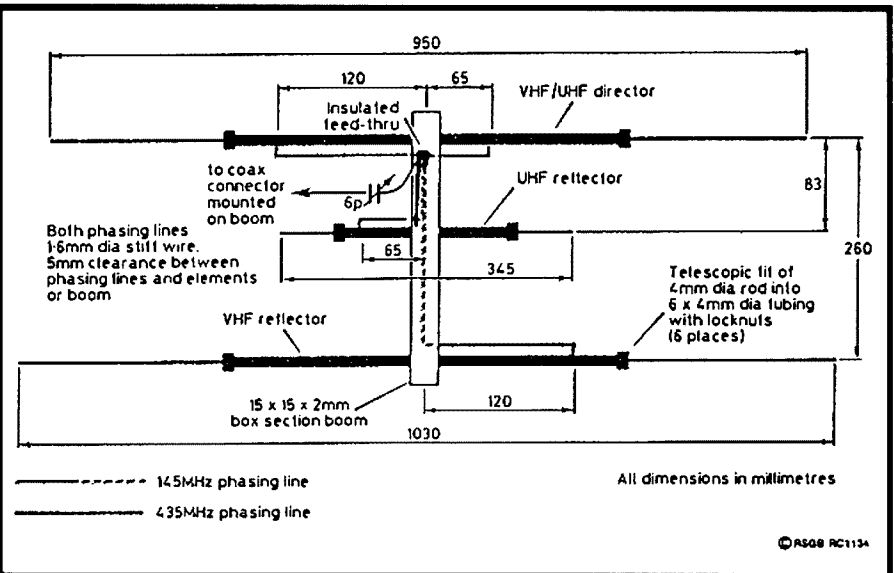 950
120
65
VHF/UHF director
Insulated
feed-thru
to coax
connector
mounted
on boom
6p
UHF reflector
83
Both phasing lines
1·6mm dia stiff wire.
5mm clearance between
phasing lines and elements
or boom
65
345
260
Telescopic fit of
4mm dia rod into
6 x 4mm dia tubing
with locknuts
(6 places)
VHF reflector
15 x 15 x 2mm
box section boom
120
1030
145MHz phasing line
All dimensions in millimetres
435MHz phasing line
© RSGB RC1134